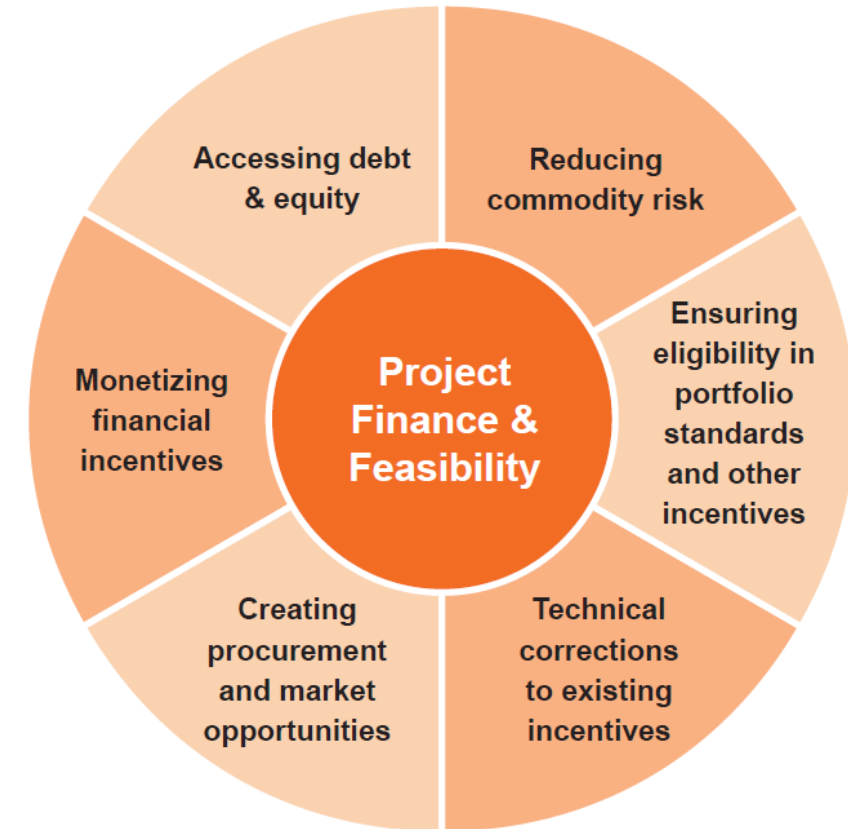 Accessing debt
& equity
Reducing
commodity risk
Ensuring
eligibility in
portfolio
standards
and other
incentives
Technical
corrections
to existing
incentives
Creating
procurement
and market
opportunities
Monetizing
financial
incentives
Project
Finance &
Feasibility